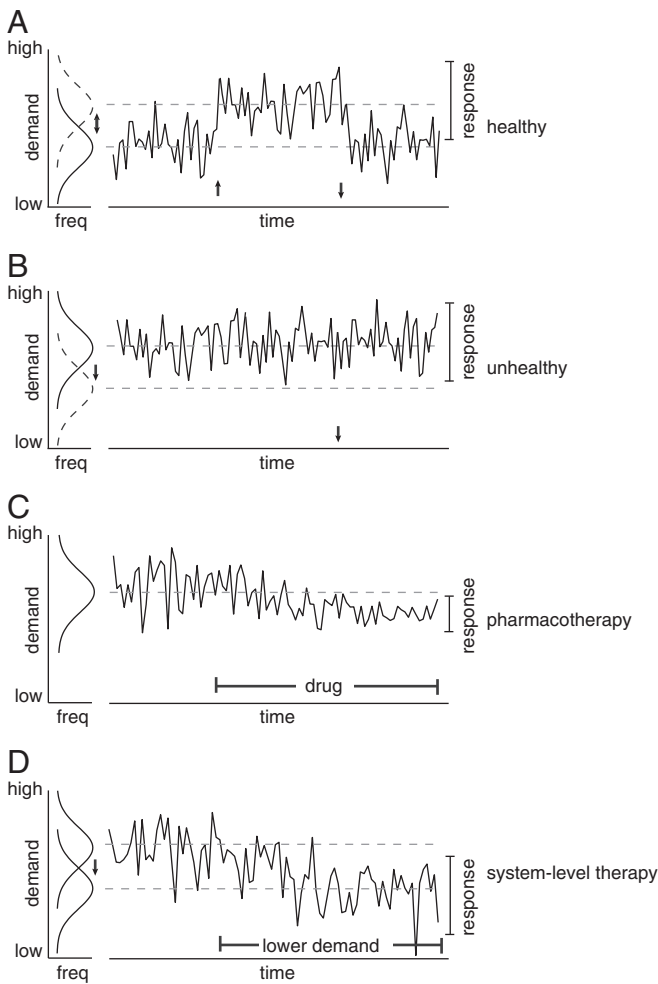 A
high
demand
low
freq
time
response
healthy
B
high
demand
low
freq
time
response
unhealthy
C
high
demand
low
freq
drug
time
response
pharmacotherapy
D
high
demand
low
freq
lower demand
time
response
system-level therapy